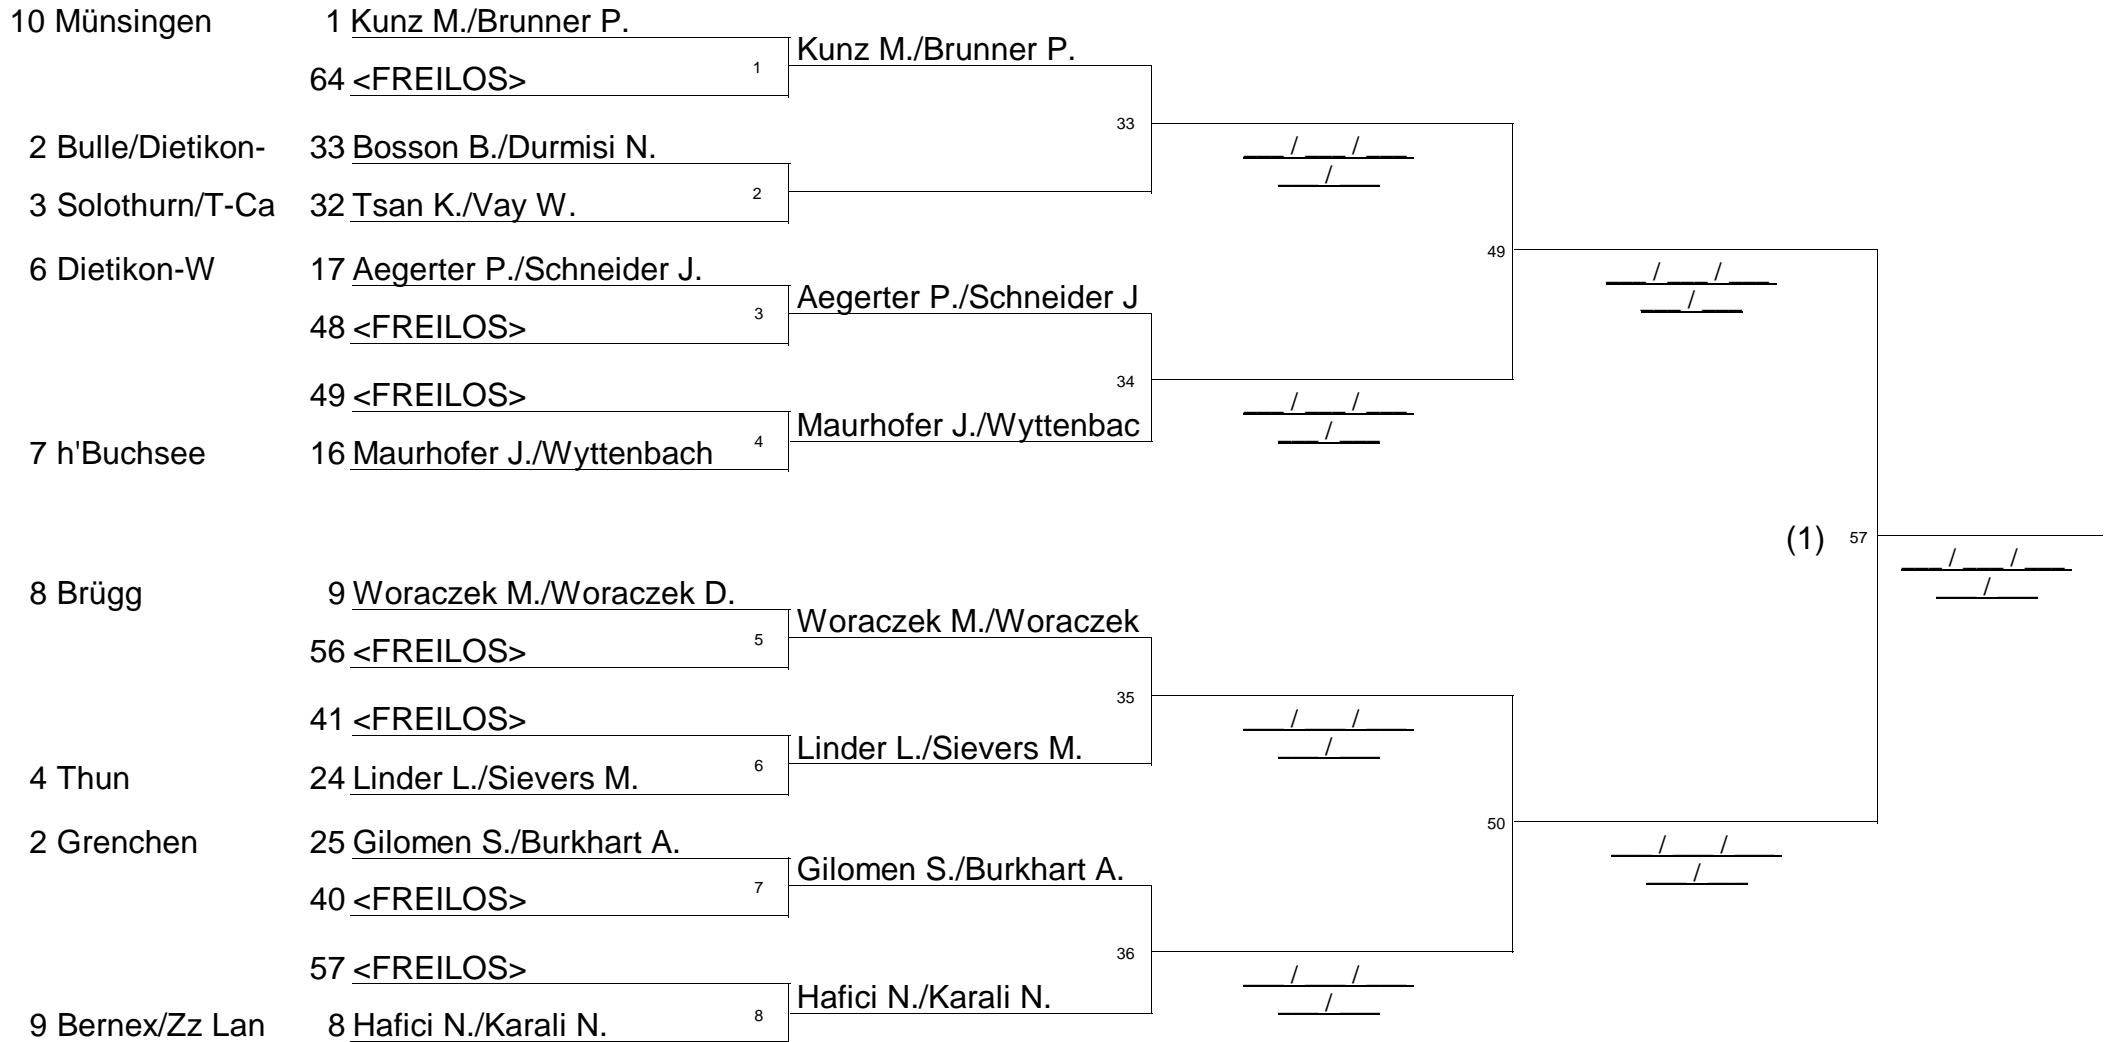 10 Münsingen 1 Kunz M./Brunner P.
Kunz M./Brunner P.
64 <FREILOS> 1
33
2 Bulle/Dietikon- 33 Bosson B./Durmisi N. ___/___/___
___/___
3 Solothurn/T-Ca 32 Tsan K./Vay W. 2
49
6 Dietikon-W 17 Aegerter P./Schneider J. ___/___/___
Aegerter P./Schneider J ___/___
48 <FREILOS> 3
34
49 <FREILOS> ___/___/___
Maurhofer J./Wyttenbac ___/___
7 h'Buchsee 16 Maurhofer J./Wyttenbach 4
(1) 57
___/___/___
8 Brügg 9 Woraczek M./Woraczek D. ___/___
Woraczek M./Woraczek
56 <FREILOS> 5
35
41 <FREILOS> ___/___/___
Linder L./Sievers M. ___/___
4 Thun 24 Linder L./Sievers M. 6
50
2 Grenchen 25 Gilomen S./Burkhart A. ___/___/___
Gilomen S./Burkhart A. ___/___
40 <FREILOS> 7
36
57 <FREILOS> ___/___/___
Hafici N./Karali N. ___/___
9 Bernex/Zz Lan 8 Hafici N./Karali N. 8